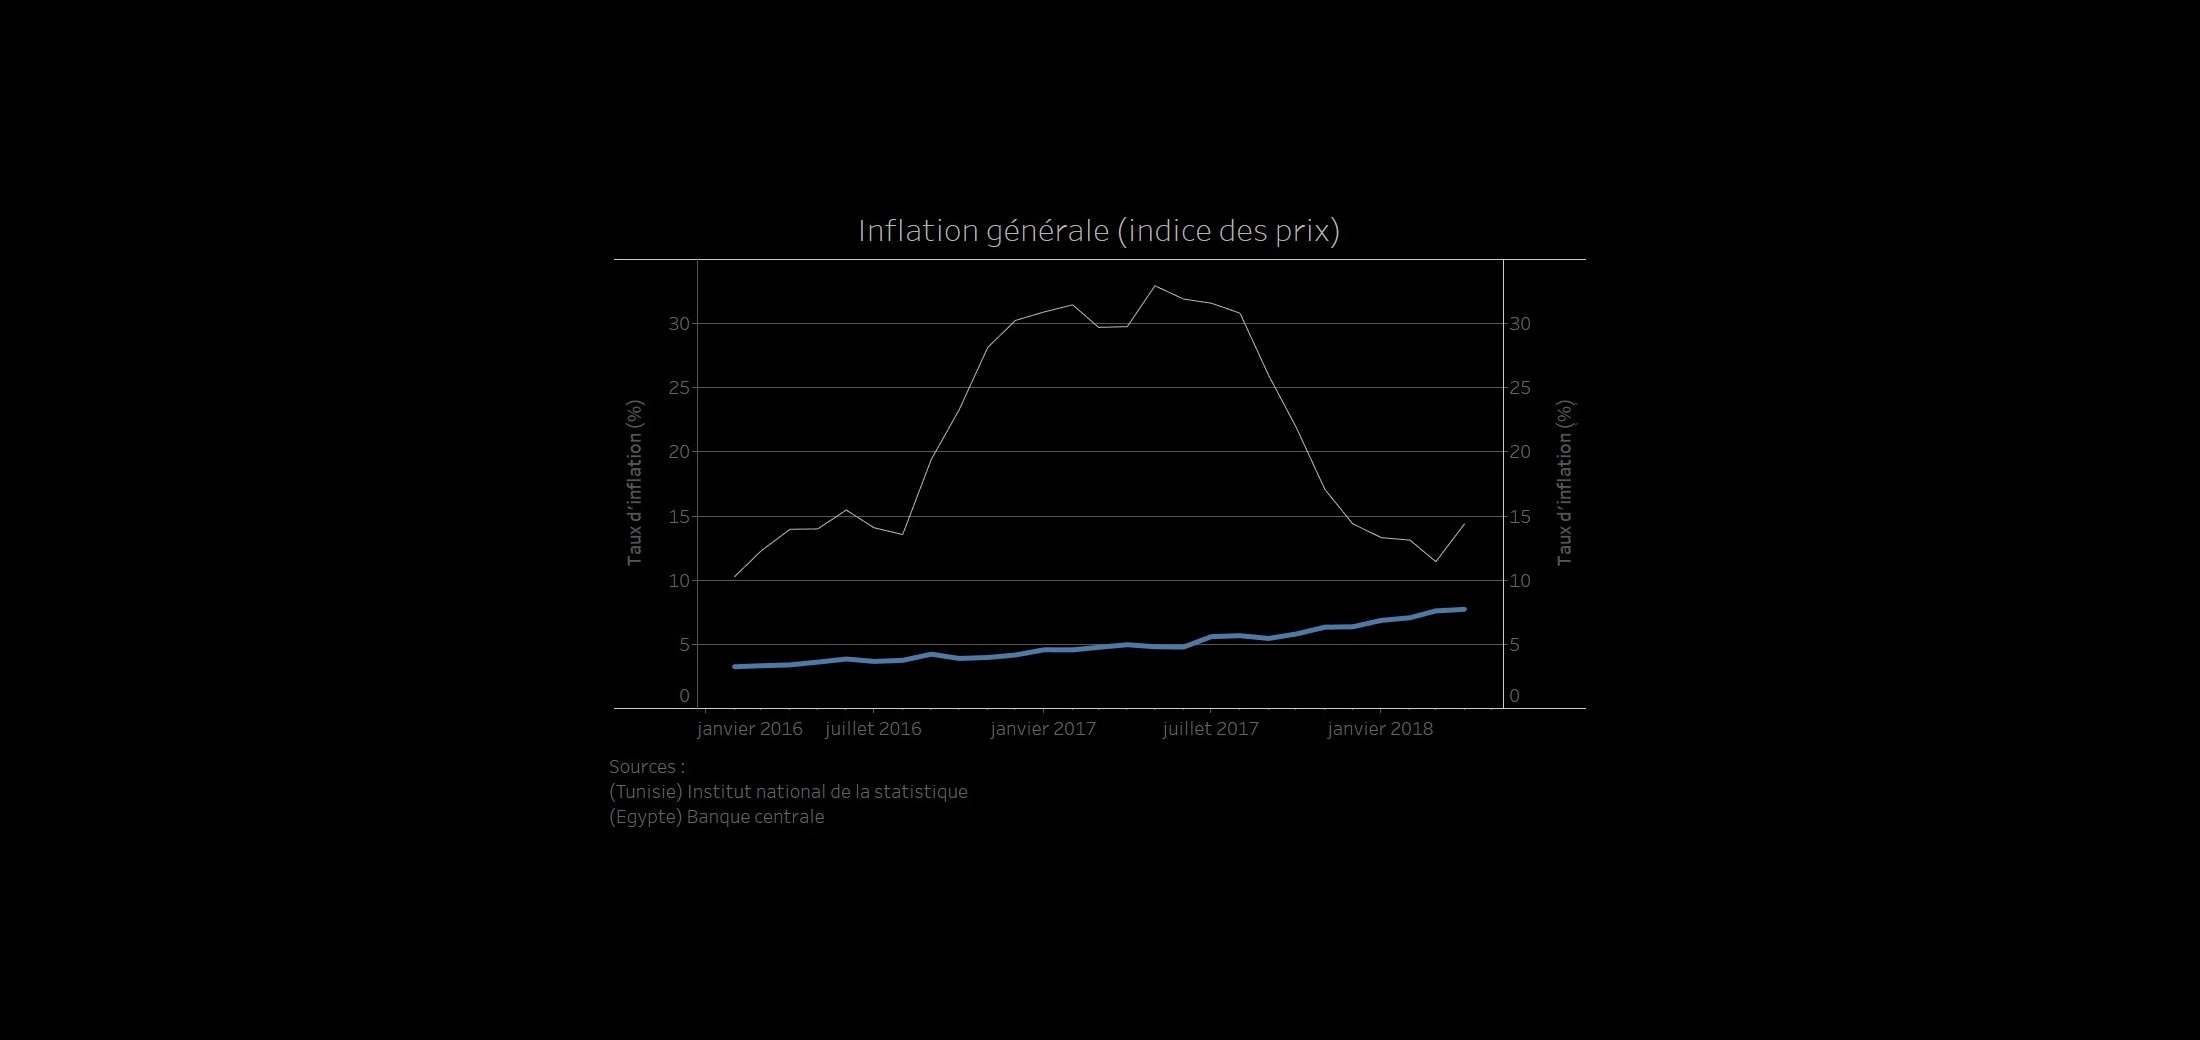 Inflation générale (indice des prix)
Taux d'inflation (%)
30
25
20
15
10
5
0
30
25
20
15
10
5
0
Taux d'inflation (%)
janvier 2016 juillet 2016 janvier 2017 juillet 2017 janvier 2018
Sources :
(Tunisie) Institut national de la statistique
(Egypte) Banque centrale